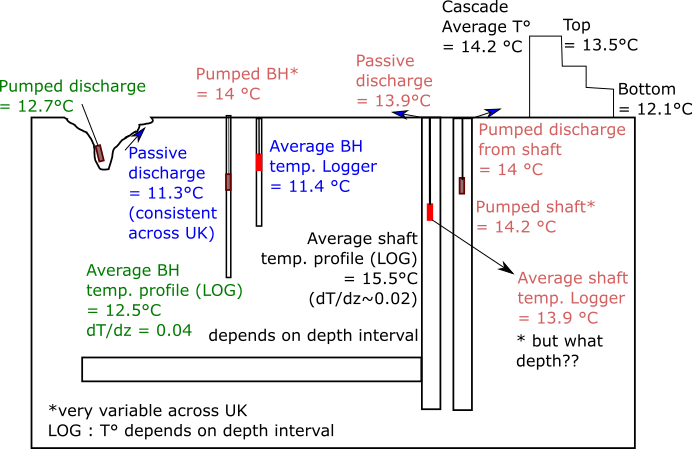 Cascade
Average T°
= 14.2 °C
Top
= 13.5°C
Bottom
= 12.1°C
Pumped discharge
= 12.7°C
Pumped BH*
= 14 °C
Passive
discharge
= 13.9°C
Passive
discharge
= 11.3°C
(consistent
across UK)
Average BH
temp. Logger
= 11.4 °C
Pumped discharge
from shaft
= 14 °C
Pumped shaft*
= 14.2 °C
Average shaft
temp. profile (LOG)
= 15.5°C
(dT/dz~0.02)
Average BH
temp. profile (LOG)
= 12.5°C
dT/dz = 0.04
Average shaft
temp. Logger
= 13.9 °C
depends on depth interval
* but what
depth??
*very variable across UK
LOG : T° depends on depth interval